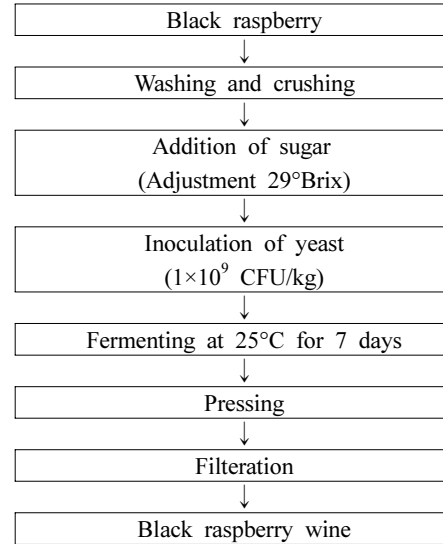 Black raspberry
↓
Washing and crushing
↓
Addition of sugar
(Adjustment 29°Brix)
↓
Inoculation of yeast
(1×10⁹ CFU/kg)
↓
Fermenting at 25°C for 7 days
↓
Pressing
↓
Filteration
↓
Black raspberry wine